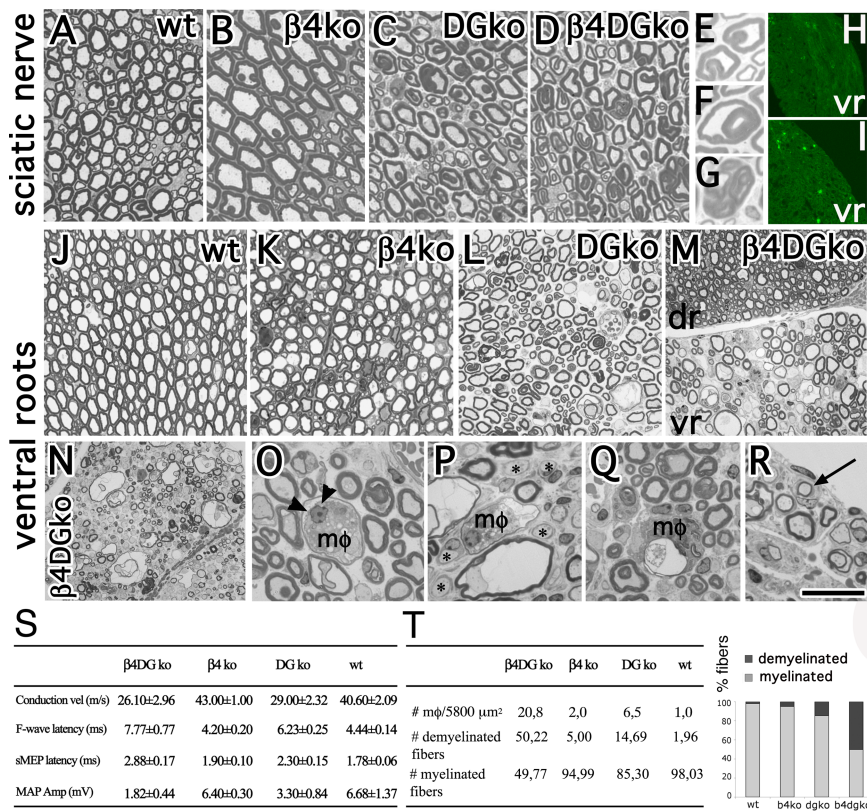 sciatic nerve
A wt
B β4ko
C DGko
D β4DGko
E
F
G
H vr
I vr
ventral roots
J wt
K β4ko
L DGko
M β4DGko
dr
vr
β4DGko
N
O mϕ
P mϕ * * * * *
Q mϕ
R
S
β4DG ko β4 ko DG ko wt
Conduction vel (m/s) 26.10±2.96 43.00±1.00 29.00±2.32 40.60±2.09
F-wave latency (ms) 7.77±0.77 4.20±0.20 6.23±0.25 4.44±0.14
sMEP latency (ms) 2.88±0.17 1.90±0.10 2.30±0.15 1.78±0.06
MAP Amp (mV) 1.82±0.44 6.40±0.30 3.30±0.84 6.68±1.37
T
β4DG ko β4 ko DG ko wt
# mϕ/5800 μm² 20,8 2,0 6,5 1,0
# demyelinated
fibers 50,22 5,00 14,69 1,96
# myelinated
fibers 49,77 94,99 85,30 98,03
% fibers
demyelinated
myelinated
100
80
60
40
20
0
wt b4ko dgko b4dgko